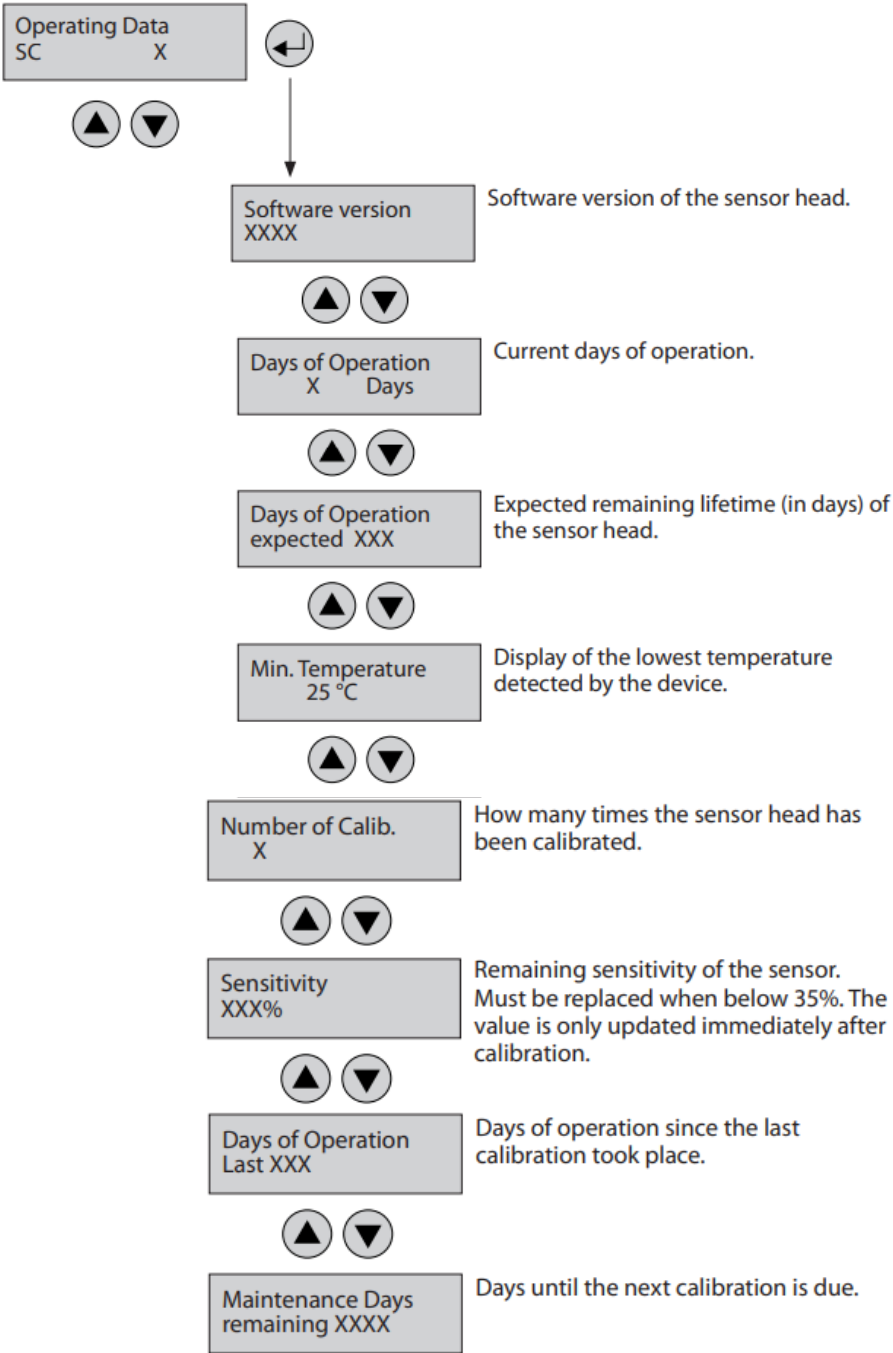 Operating Data
SC X
Software version
XXXX
Software version of the sensor head.
Days of Operation
X Days
Current days of operation.
Days of Operation
expected XXX
Expected remaining lifetime (in days) of
the sensor head.
Min. Temperature
25 °C
Display of the lowest temperature
detected by the device.
Number of Calib.
X
How many times the sensor head has
been calibrated.
Sensitivity
XXX%
Remaining sensitivity of the sensor.
Must be replaced when below 35%. The
value is only updated immediately after
calibration.
Days of Operation
Last XXX
Days of operation since the last
calibration took place.
Maintenance Days
remaining XXXX
Days until the next calibration is due.